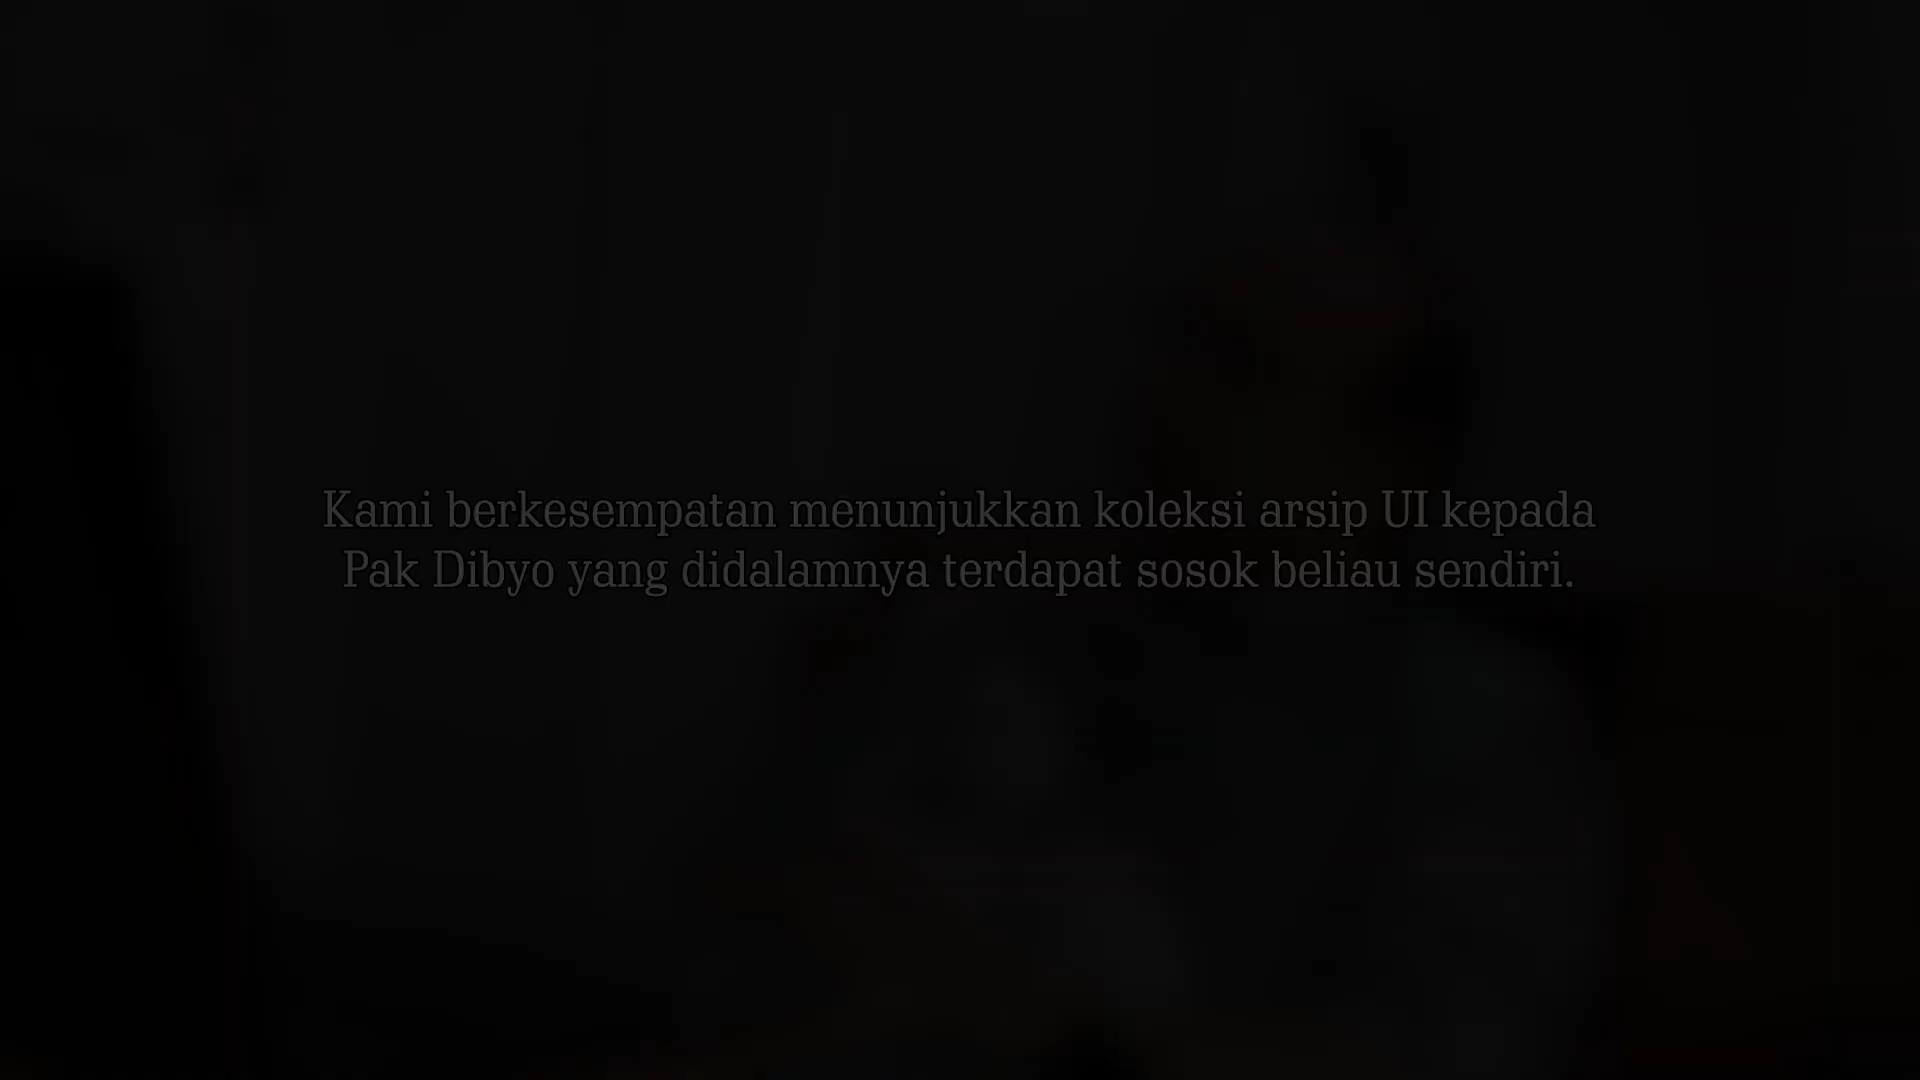 Kami berkesempatan menunjukkan koleksi arsip UI kepada
Pak Dibyo yang didalamnya terdapat sosok beliau sendiri.